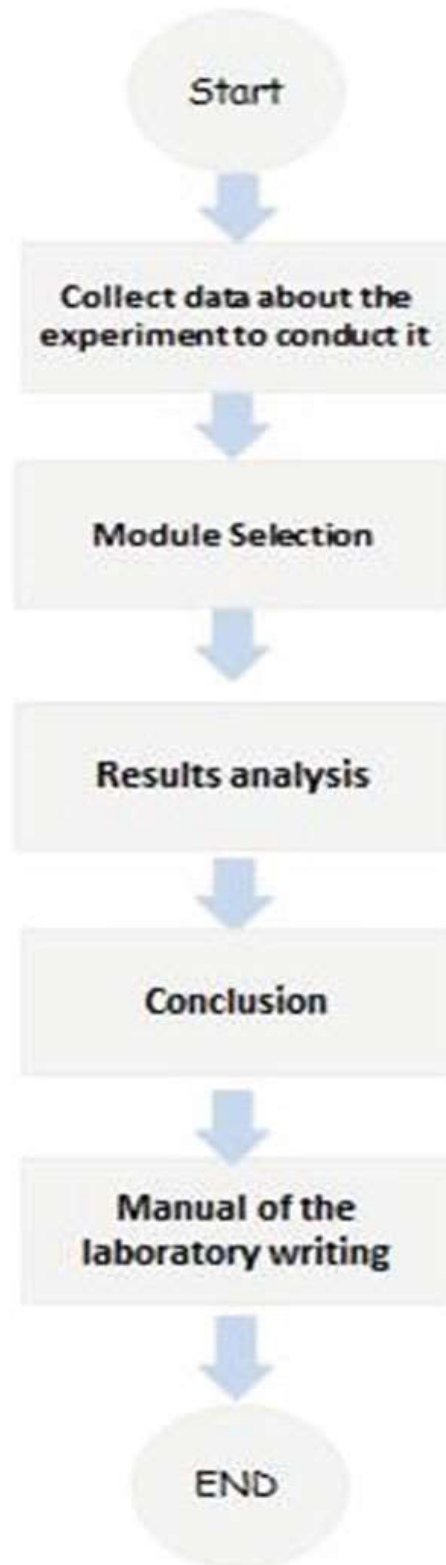 Start
Collect data about the
experiment to conduct it
Module Selection
Results analysis
Conclusion
Manual of the
laboratory writing
END